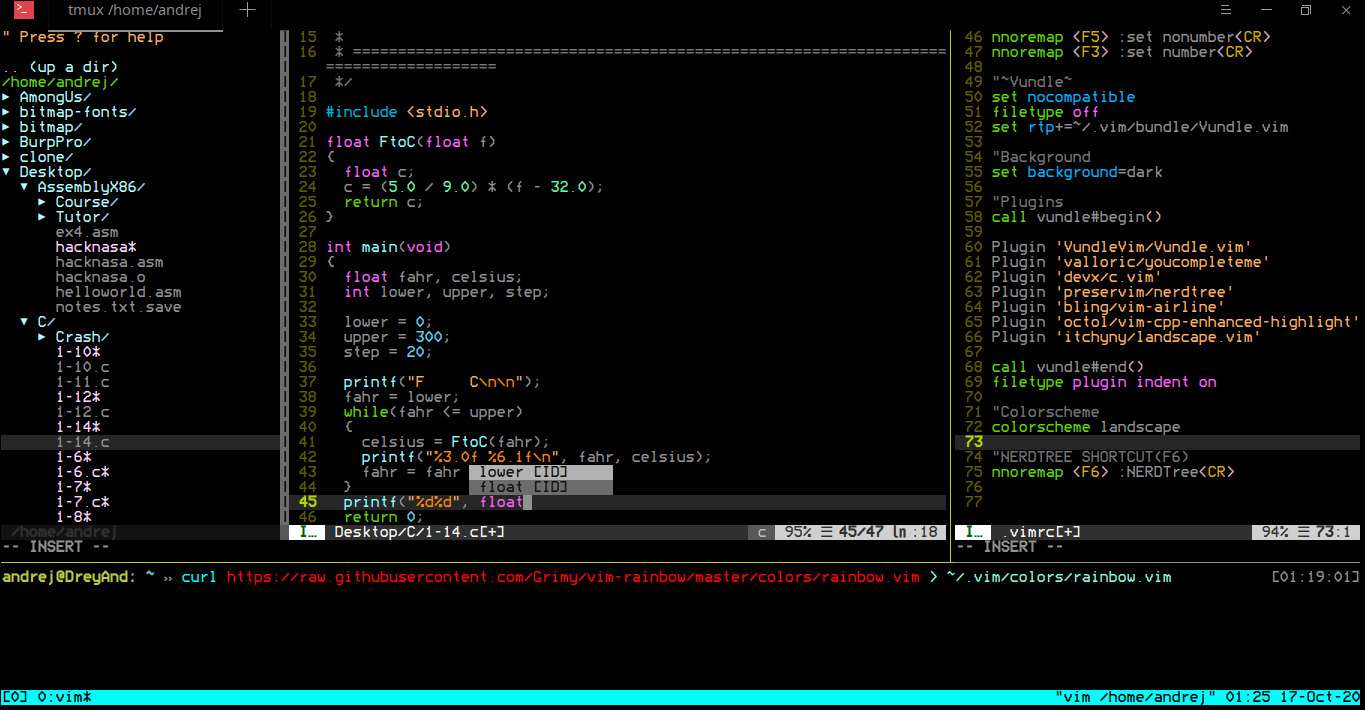 tmux /home/andrej
" Press ? for help
.. (up a dir)
/home/andrej/
▸ AmongUs/
▸ bitmap-fonts/
▸ bitmap/
▸ BurpPro/
▸ clone/
▾ Desktop/
▾ AssemblyX86/
▸ Course/
▸ Tutor/
ex4.asm
hacknasa*
hacknasa.asm
hacknasa.o
helloworld.asm
notes.txt.save
▾ C/
▸ Crash/
1-10*
1-10.c
1-11.c
1-12*
1-12.c
1-14*
1-14.c
1-6*
1-6.c*
1-7*
1-7.c*
1-8*
/home/andrej
-- INSERT --
15 *
16 * ==================================================================
===================
17 */
18
19 #include <stdio.h>
20
21 float FtoC(float f)
22 {
23 float c;
24 c = (5.0 / 9.0) * (f - 32.0);
25 return c;
26 }
27
28 int main(void)
29 {
30 float fahr, celsius;
31 int lower, upper, step;
32
33 lower = 0;
34 upper = 300;
35 step = 20;
36
37 printf("F     C\n\n");
38 fahr = lower;
39 while(fahr <= upper)
40 {
41 celsius = FtoC(fahr);
42 printf("%3.0f %6.1f\n", fahr, celsius);
43 fahr = fahr lower [ID]
44 } float [ID]
45 printf("%d%d", float
46 return 0;
I… Desktop/C/1-14.c[+] c 95% ☰ 45/47 ln :18
46 nnoremap <F5> :set nonumber<CR>
47 nnoremap <F3> :set number<CR>
48
49 "~Vundle~
50 set nocompatible
51 filetype off
52 set rtp+=~/.vim/bundle/Vundle.vim
53
54 "Background
55 set background=dark
56
57 "Plugins
58 call vundle#begin()
59
60 Plugin 'VundleVim/Vundle.vim'
61 Plugin 'valloric/youcompleteme'
62 Plugin 'devx/c.vim'
63 Plugin 'preservim/nerdtree'
64 Plugin 'bling/vim-airline'
65 Plugin 'octol/vim-cpp-enhanced-highlight'
66 Plugin 'itchyny/landscape.vim'
67
68 call vundle#end()
69 filetype plugin indent on
70
71 "Colorscheme
72 colorscheme landscape
73
74 "NERDTREE SHORTCUT(F6)
75 nnoremap <F6> :NERDTree<CR>
76
77
I… .vimrc[+] 94% ☰ 73:1
-- INSERT --
andrej@DreyAnd: ~ » curl https://raw.githubusercontent.com/Grimy/vim-rainbow/master/colors/rainbow.vim > ~/.vim/colors/rainbow.vim [01:19:01]
[0] 0:vim* "vim /home/andrej" 01:25 17-Oct-20